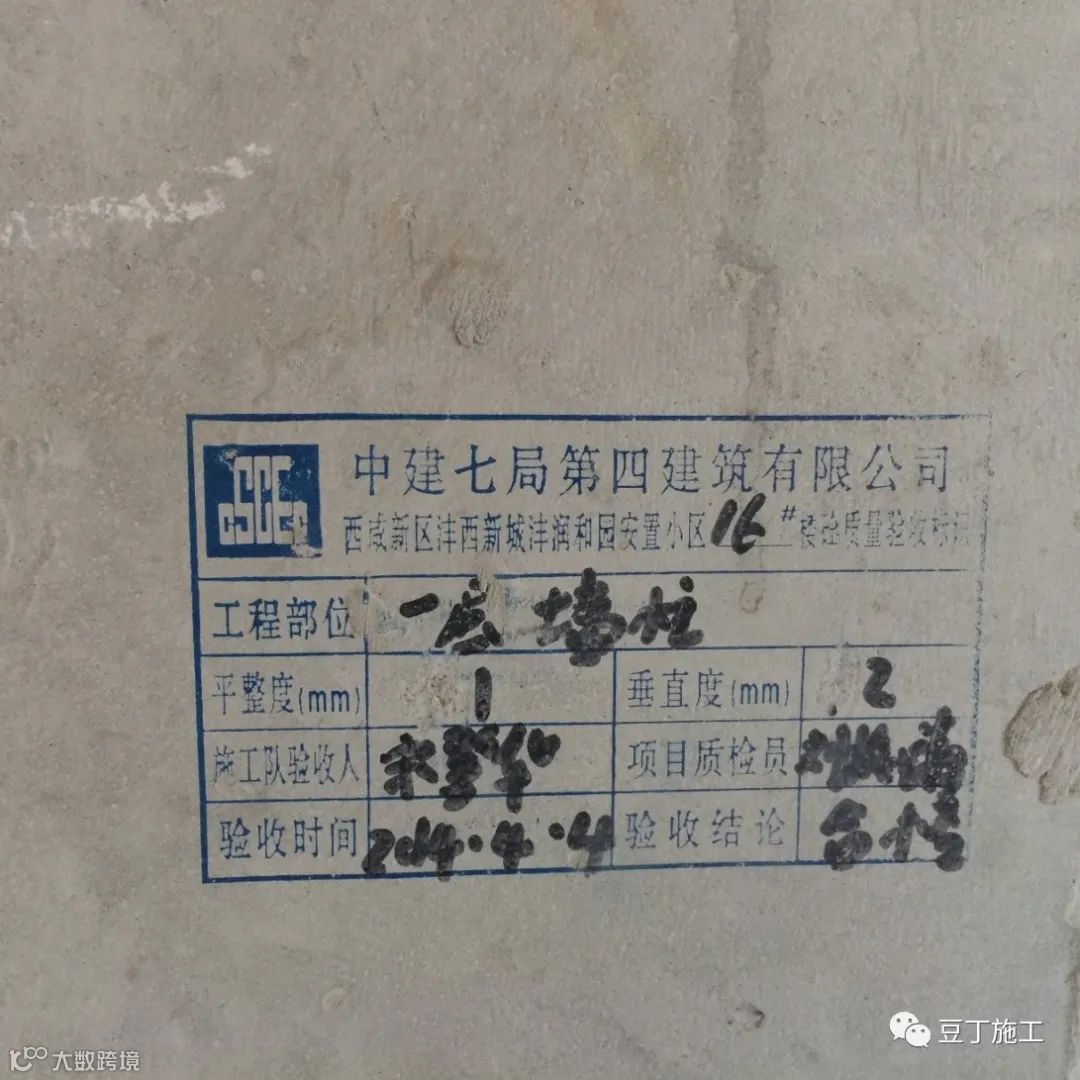 CSCEC
中建七局第四建筑有限公司
西咸新区沣西新城沣润和园安置小区16#楼砼质量验收标识
工程部位 一层 墙柱
平整度(mm) 1 垂直度(mm) 2
施工队验收人 项目质检员
验收时间 2014.4.4 验收结论 合格
豆丁施工
大数跨境